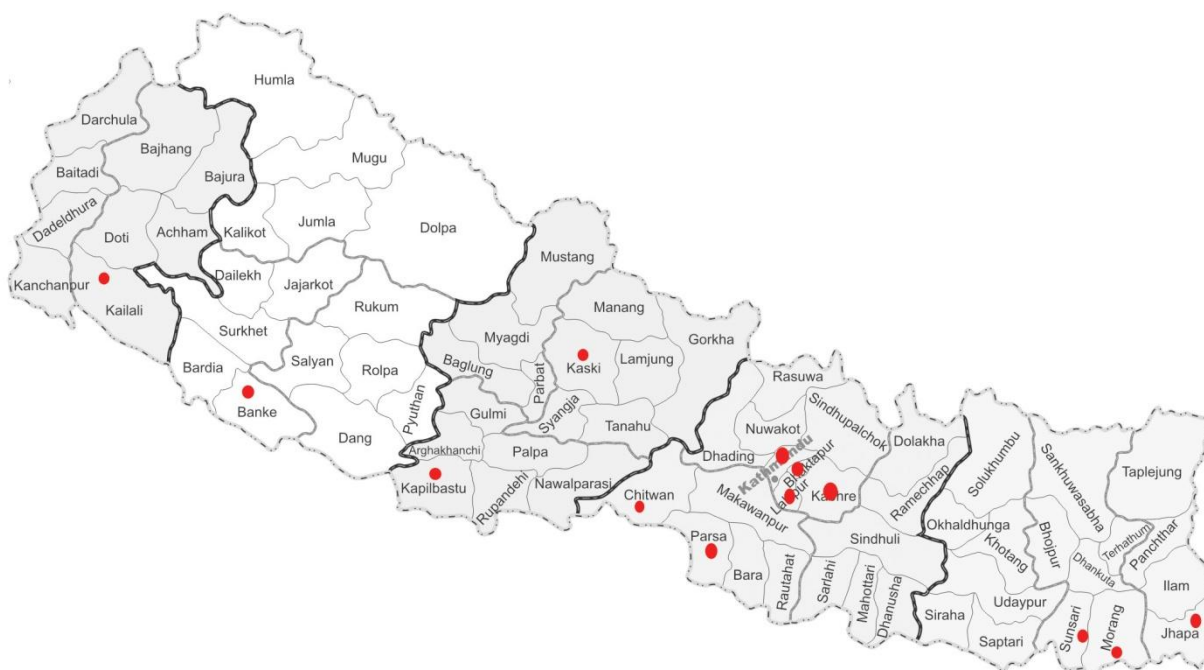 Humla
Darchula
Bajhang
Mugu
Baitadi
Bajura
Dadeldhura
Jumla
Dolpa
Achham
Kalikot
Doti
Mustang
Dailekh
Kanchanpur
Jajarkot
Kailali
Rukum
Manang
Surkhet
Myagdi
Gorkha
Bardia
Salyan
Baglung
Parbat
Kaski
Lamjung
Rolpa
Rasuwa
Banke
Pyuthan
Gulmi
Syangja
Tanahu
Nuwakot
Sindhupalchok
Dang
Arghakhanchi
Palpa
Dhading
Dolakha
Kathmandu
Bhaktapur
Kapilbastu
Rupandehi
Nawalparasi
Chitwan
Makawanpur
Lalitpur
Kabhre
Ramechhap
Solukhumbu
Sankhuwasabha
Taplejung
Okhaldhunga
Khotang
Bhojpur
Terhathum
Panchthar
Parsa
Sindhuli
Dhankuta
Bara
Rautahat
Sarlahi
Mahottari
Dhanusha
Siraha
Udaypur
Saptari
Sunsari
Morang
Ilam
Jhapa